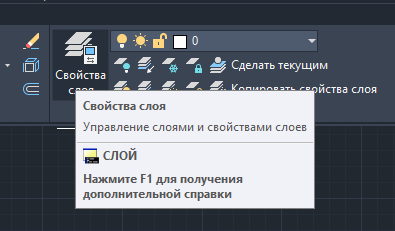 0
Свойства
слоя
Сделать текущим
Копировать свойства слоя
Свойства слоя
Управление слоями и свойствами слоев
СЛОЙ
Нажмите F1 для получения
дополнительной справки